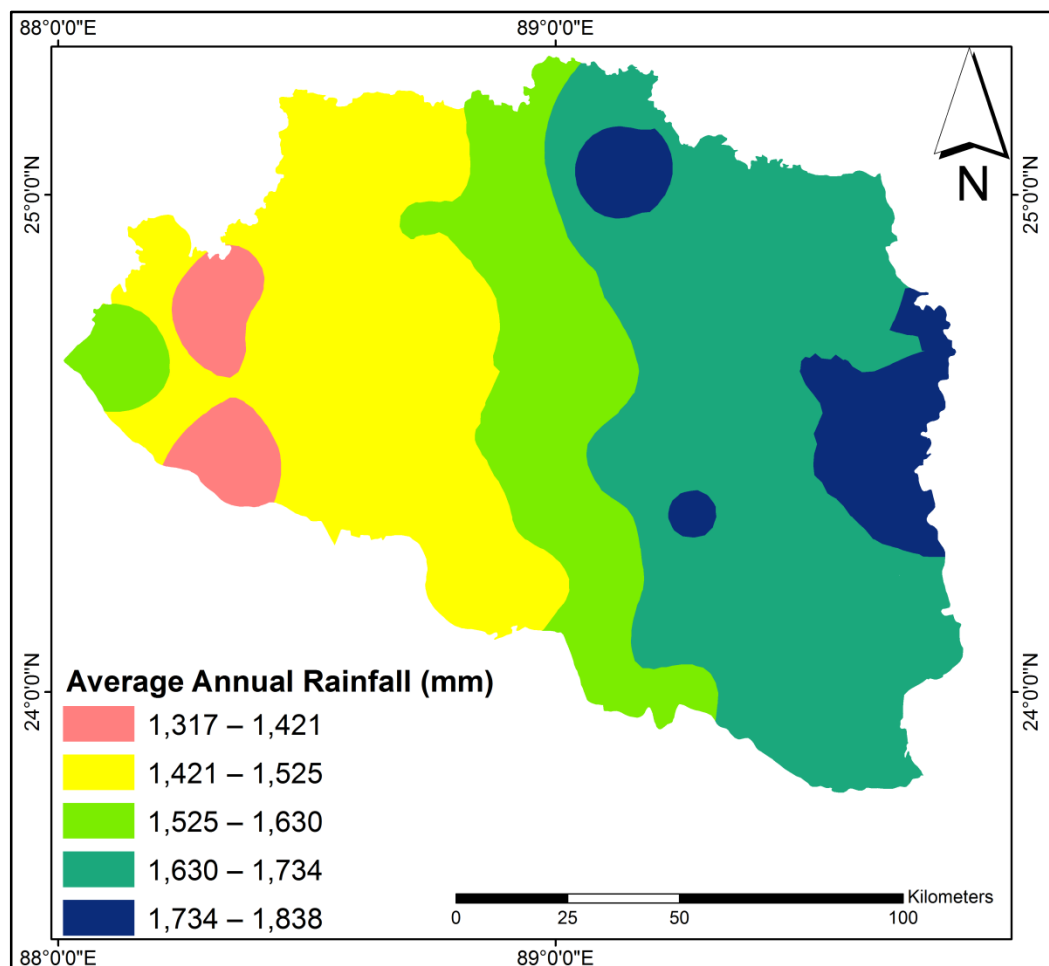 88°0'0"E 89°0'0"E
N
25°0'0"N 25°0'0"N
24°0'0"N 24°0'0"N
Average Annual Rainfall (mm)
1,317 – 1,421
1,421 – 1,525
1,525 – 1,630
1,630 – 1,734
1,734 – 1,838
Kilometers
0 25 50 100
88°0'0"E 89°0'0"E